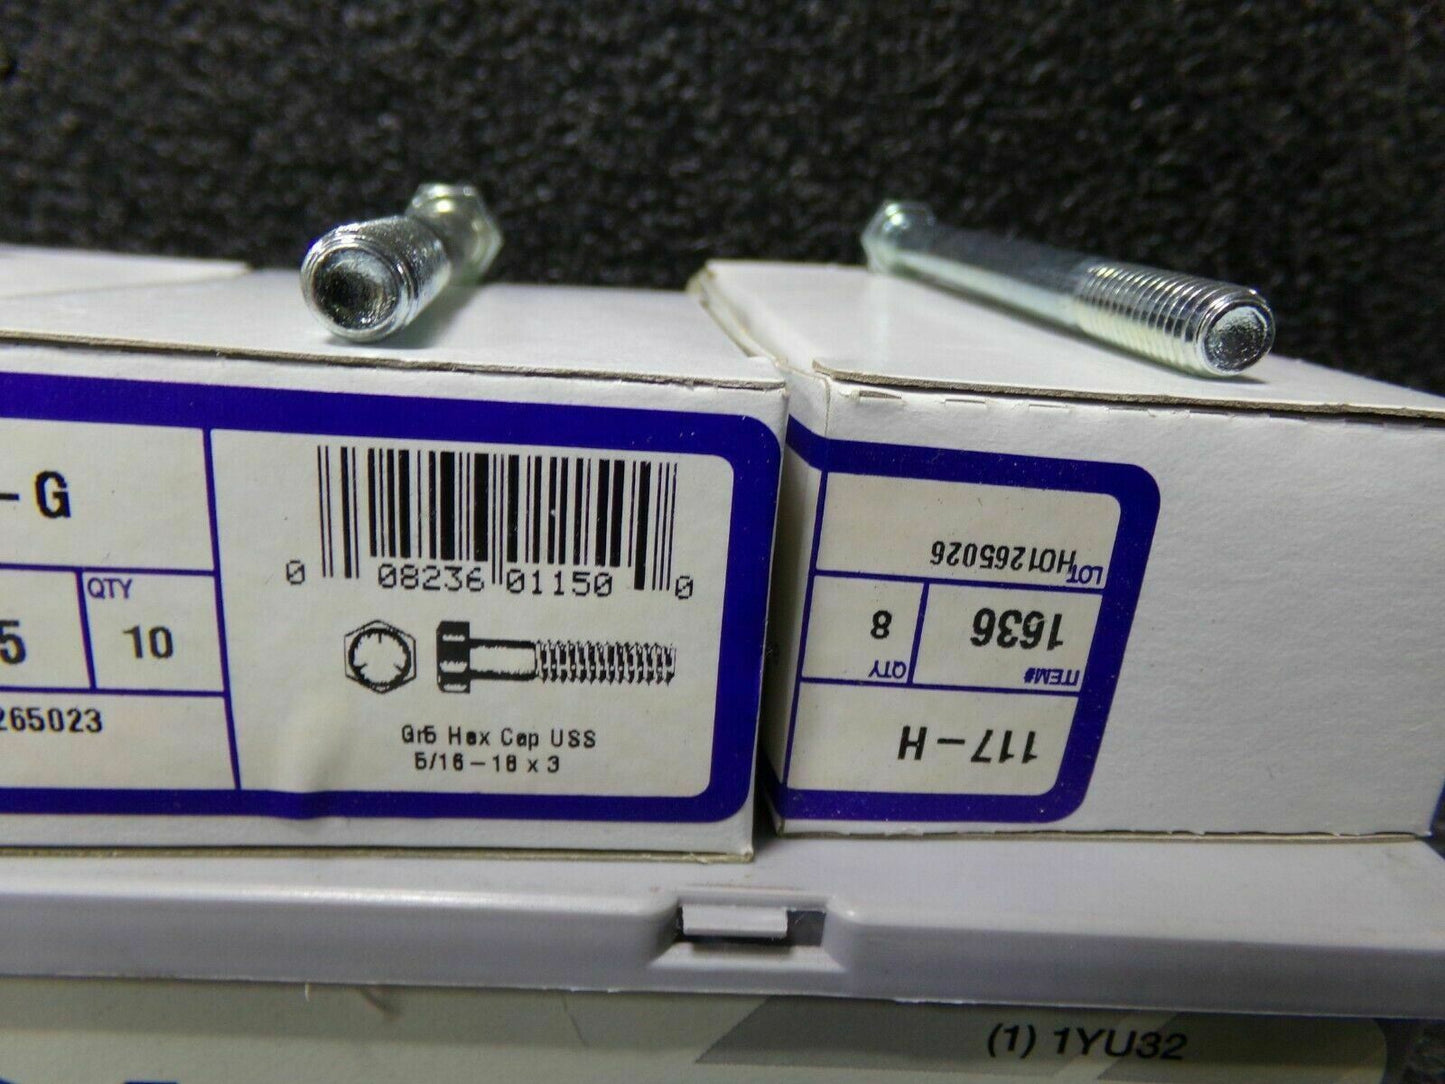 - G
5
QTY
10
265023
0 08236 01150 0
Gr5 Hex Cap USS
5/16-18 x 3
117-H
ITEM#
1636
QTY
8
LOT
H01265026
(1) 1YU32